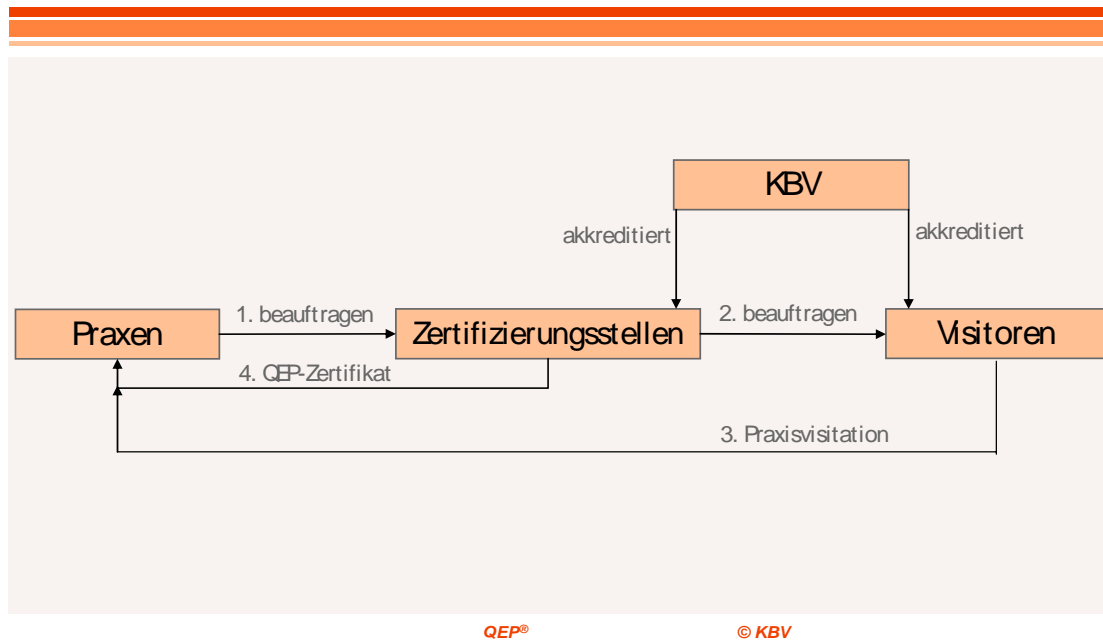 KBV
akkreditiert
akkreditiert
Praxen
1. beauftragen
Zertifizierungsstellen
2. beauftragen
Visitoren
4. QEP-Zertifikat
3. Praxisvisitation
QEP® © KBV